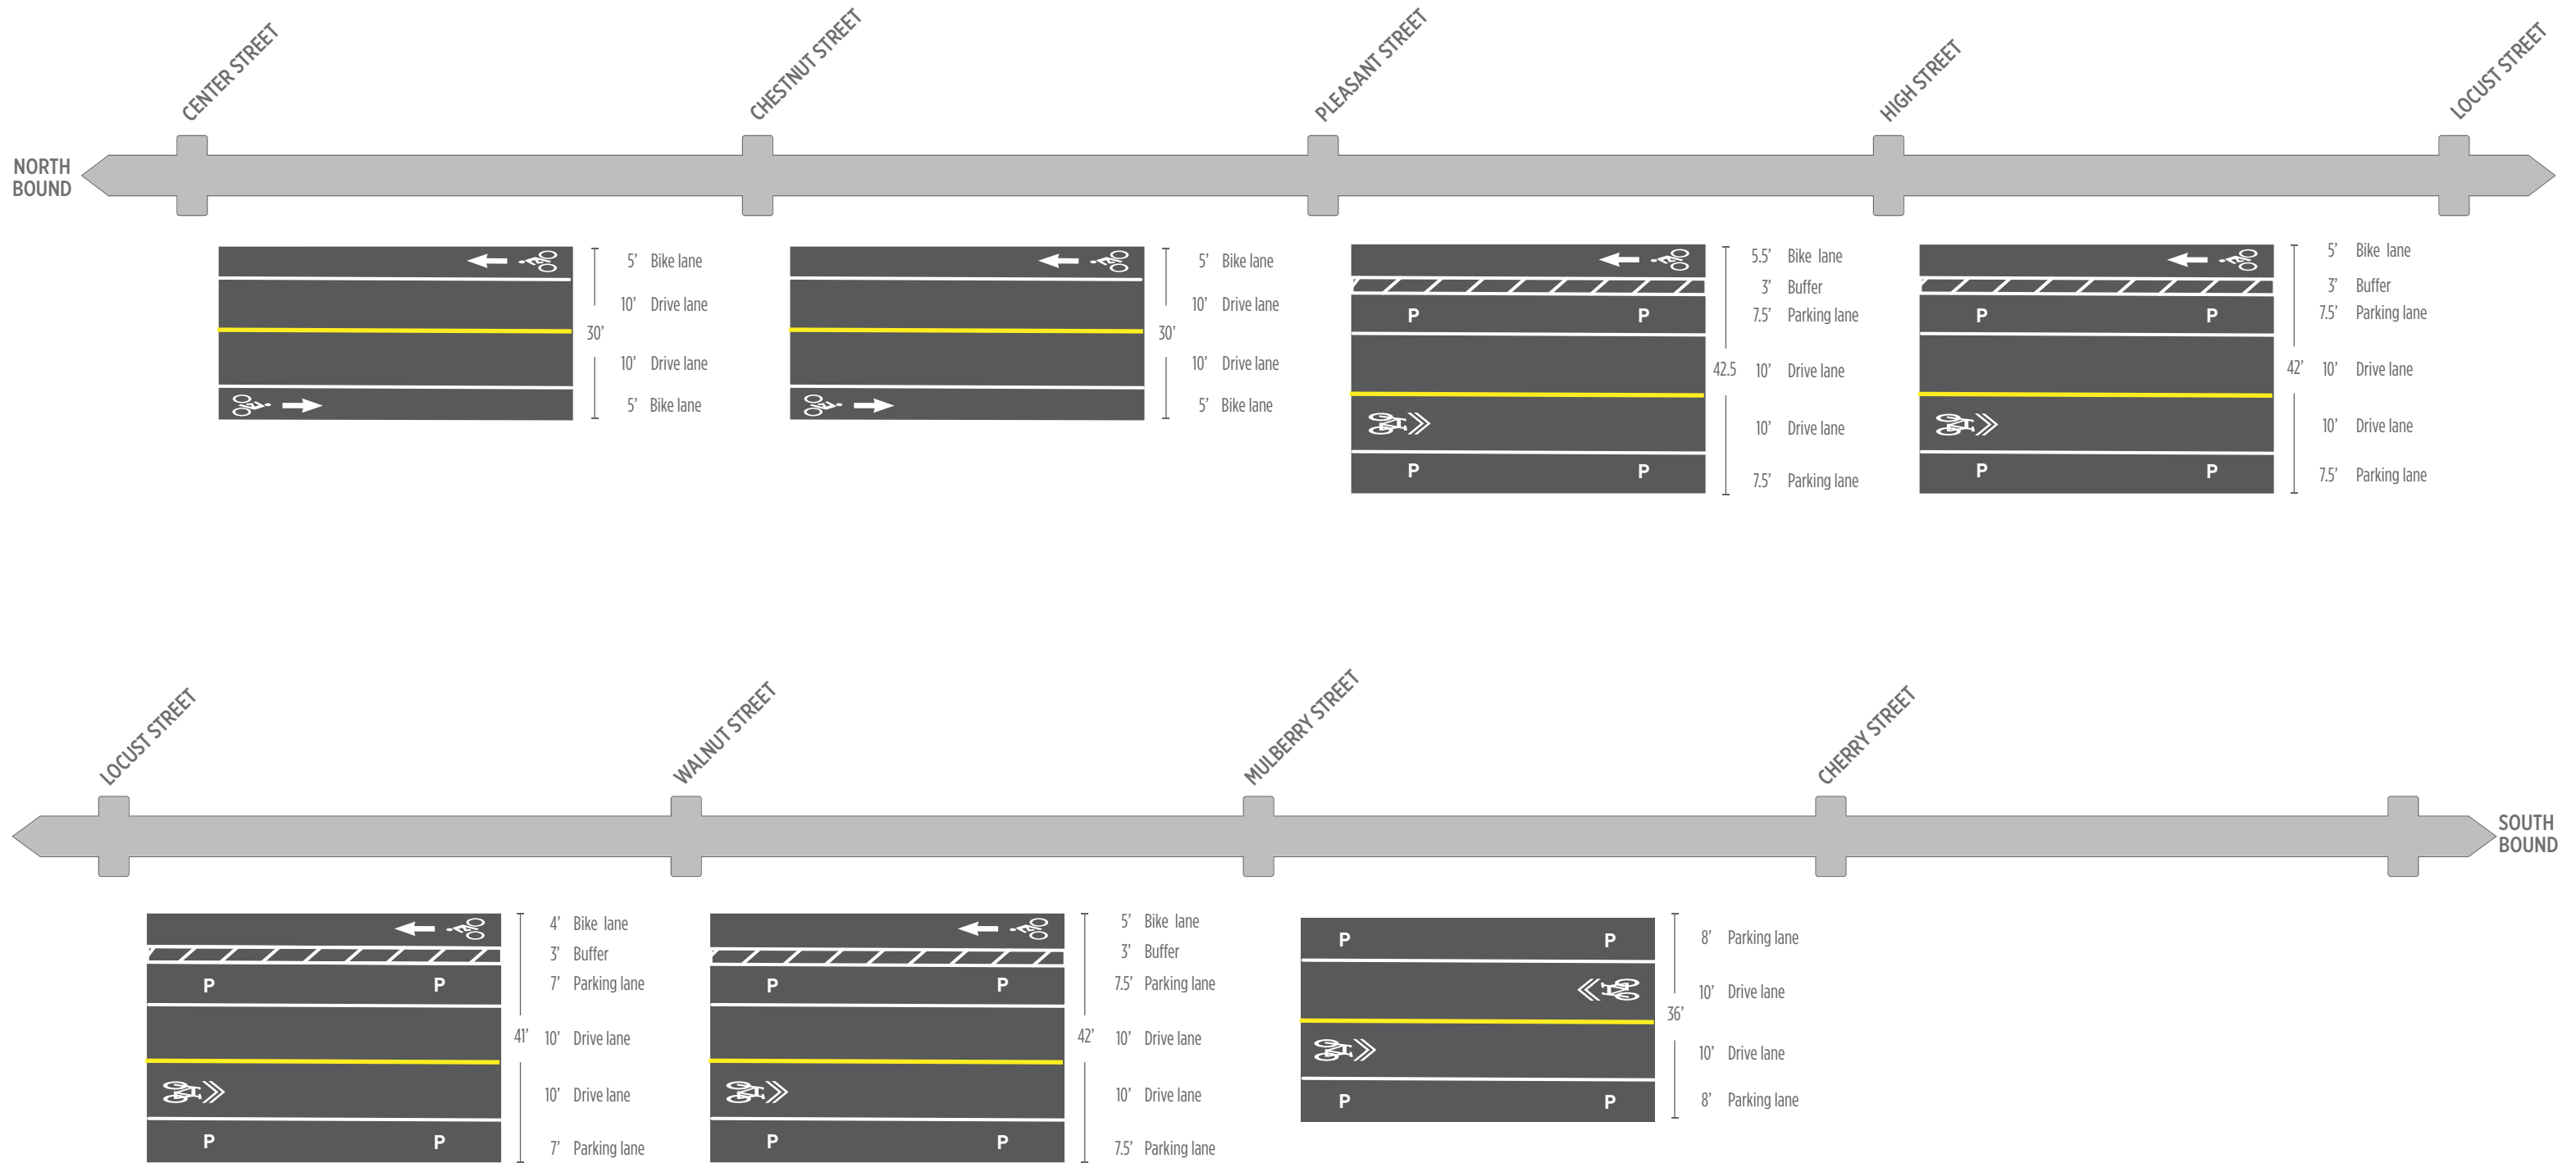 CENTER STREET
CHESTNUT STREET
PLEASANT STREET
HIGH STREET
LOCUST STREET
NORTH
BOUND
5’ Bike lane
10’ Drive lane
30’
10’ Drive lane
5’ Bike lane
5’ Bike lane
10’ Drive lane
30’
10’ Drive lane
5’ Bike lane
5.5’ Bike lane
3’ Buffer
P P 7.5’ Parking lane
42.5 10’ Drive lane
10’ Drive lane
P P 7.5’ Parking lane
5’ Bike lane
3’ Buffer
P P 7.5’ Parking lane
42’ 10’ Drive lane
10’ Drive lane
P P 7.5’ Parking lane
LOCUST STREET
WALNUT STREET
MULBERRY STREET
CHERRY STREET
SOUTH
BOUND
4’ Bike lane
3’ Buffer
P P 7’ Parking lane
41’ 10’ Drive lane
10’ Drive lane
P P 7’ Parking lane
5’ Bike lane
3’ Buffer
P P 7.5’ Parking lane
42’ 10’ Drive lane
10’ Drive lane
P P 7.5’ Parking lane
P P 8’ Parking lane
10’ Drive lane
36’
10’ Drive lane
P P 8’ Parking lane